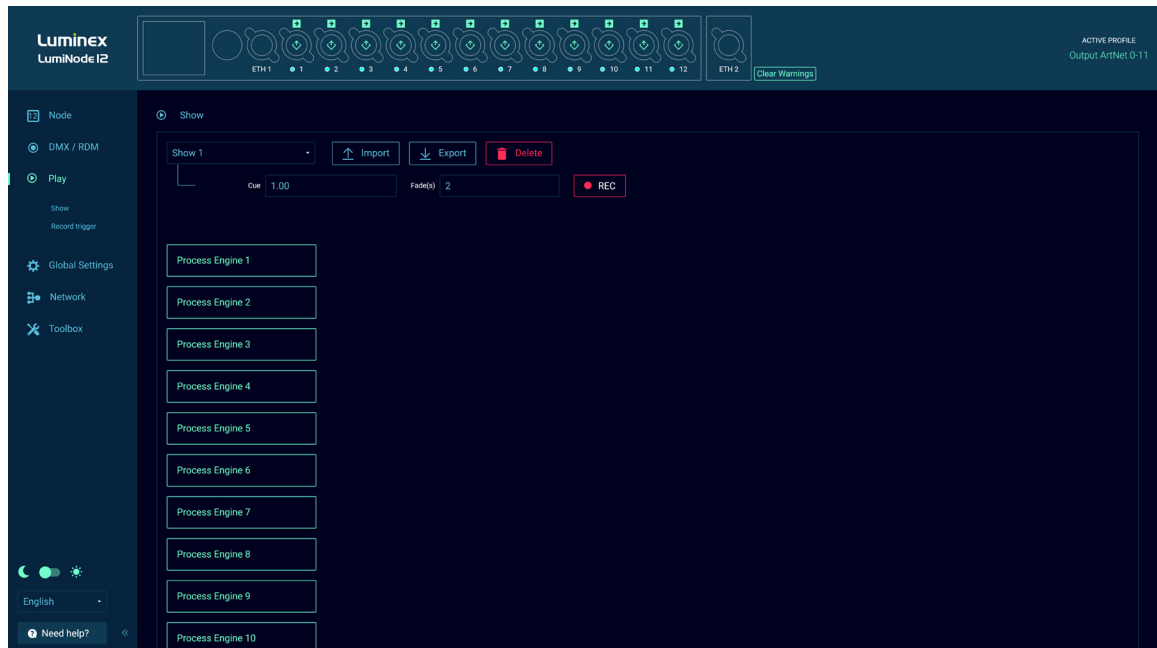 Luminex
LumiNode 12
ETH 1 1 2 3 4 5 6 7 8 9 10 11 12 ETH 2
Clear Warnings
ACTIVE PROFILE
Output ArtNet 0-11
12 Node
DMX / RDM
Play
Show
Record trigger
Global Settings
Network
Toolbox
English
Need help?
Show
Show 1 Import Export Delete
Cue 1.00 Fade(s) 2 REC
Process Engine 1
Process Engine 2
Process Engine 3
Process Engine 4
Process Engine 5
Process Engine 6
Process Engine 7
Process Engine 8
Process Engine 9
Process Engine 10